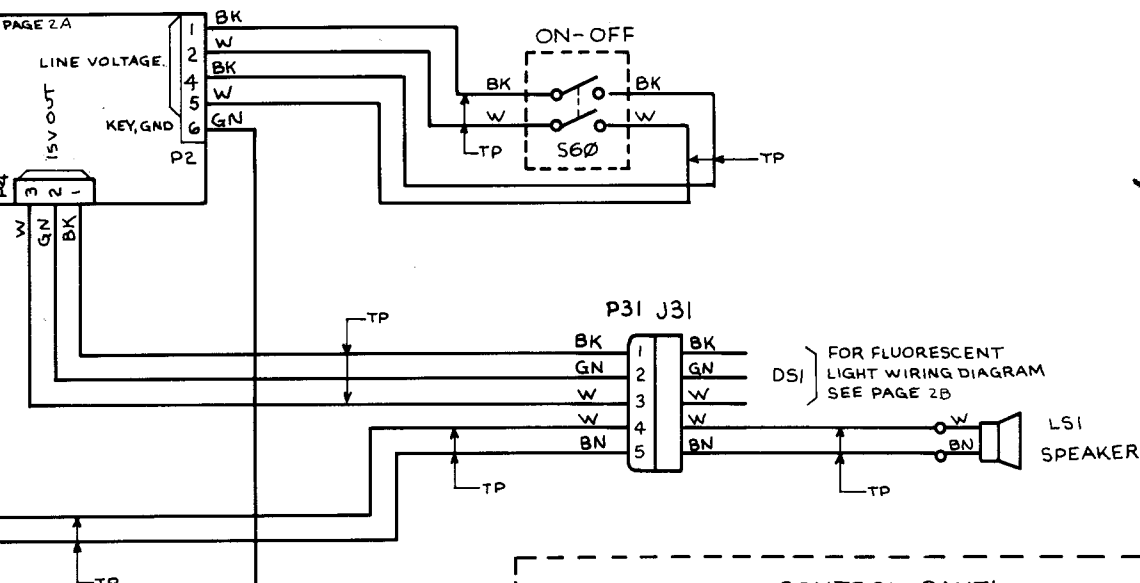 PAGE 2A
BK
1
W
LINE VOLTAGE.
2
BK
4
W
5
KEY, GND
6
GN
P2
15V OUT
3 2 1
W GN BK
ON-OFF
BK
BK
W
W
S6Ø
TP
TP
P31 J31
TP
BK
1
BK
GN
2
GN
W
3
W
W
4
W
BN
5
BN
DS1
FOR FLUORESCENT
LIGHT WIRING DIAGRAM
SEE PAGE 2B
W
BN
LS1
SPEAKER
TP
TP
TP